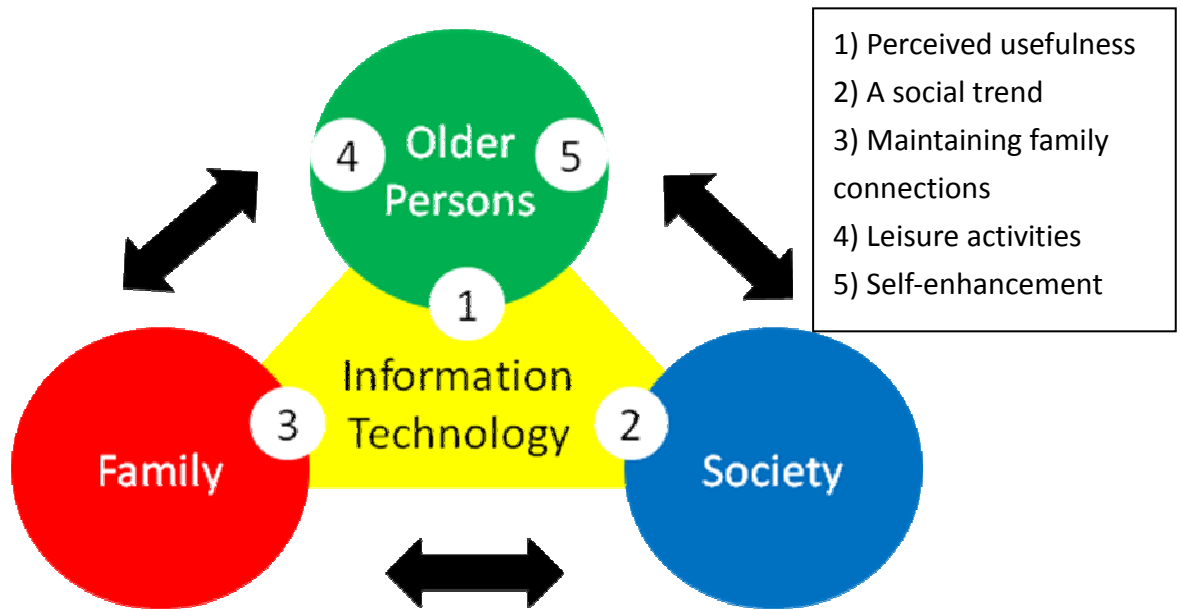 1) Perceived usefulness
2) A social trend
3) Maintaining family
connections
4) Leisure activities
5) Self-enhancement
4
Older
Persons
5
1
Information
Technology
3
2
Family
Society